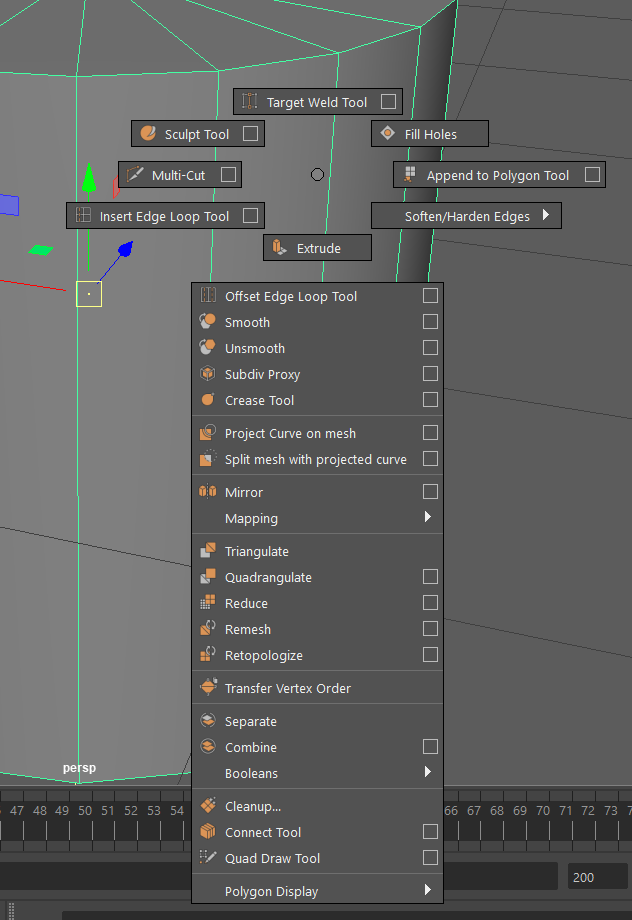 Target Weld Tool
Sculpt Tool
Fill Holes
Multi-Cut
Append to Polygon Tool
Insert Edge Loop Tool
Soften/Harden Edges
Extrude
Offset Edge Loop Tool
Smooth
Unsmooth
Subdiv Proxy
Crease Tool
Project Curve on mesh
Split mesh with projected curve
Mirror
Mapping
Triangulate
Quadrangulate
Reduce
Remesh
Retopologize
Transfer Vertex Order
Separate
Combine
Booleans
Cleanup...
Connect Tool
Quad Draw Tool
Polygon Display
persp
47 48 49 50 51 52 53 54
66 67 68 69 70 71 72 73
200